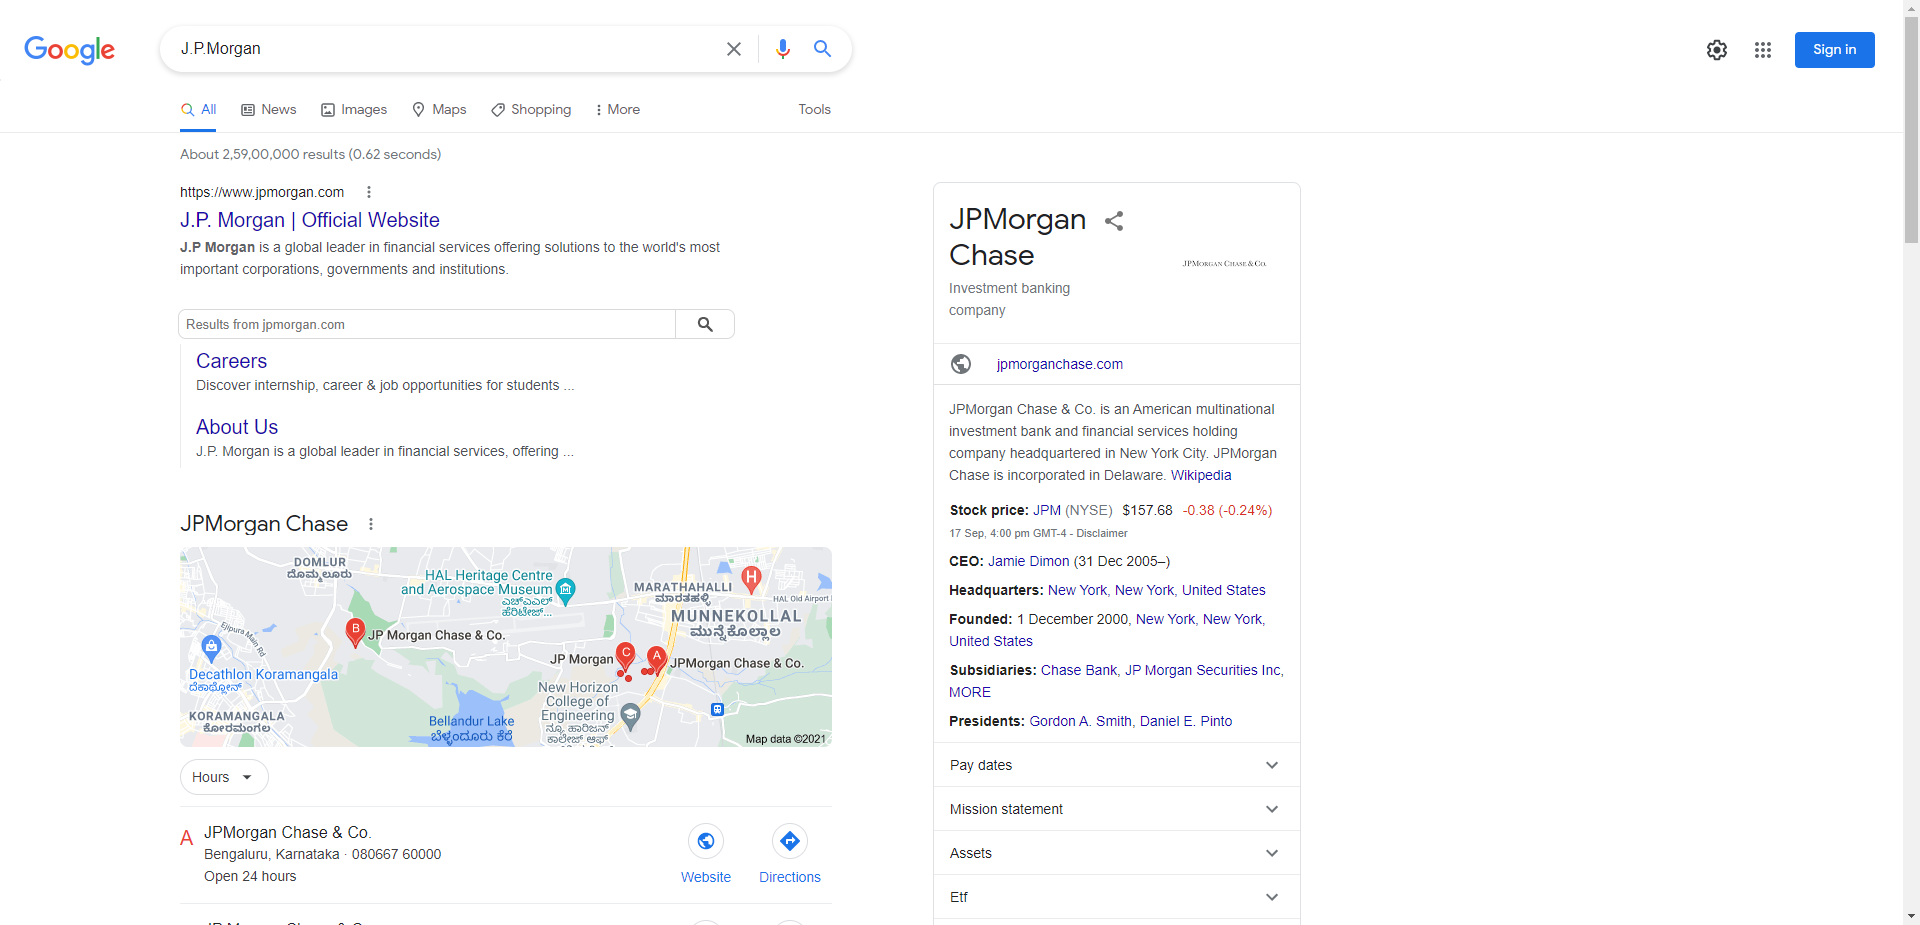 Google
J.P.Morgan
Sign in
All
News
Images
Maps
Shopping
More
Tools
About 2,59,00,000 results (0.62 seconds)
https://www.jpmorgan.com
J.P. Morgan | Official Website
J.P Morgan is a global leader in financial services offering solutions to the world's most
important corporations, governments and institutions.
Results from jpmorgan.com
Careers
Discover internship, career & job opportunities for students ...
About Us
J.P. Morgan is a global leader in financial services, offering ...
JPMorgan Chase
DOMLUR
ದೊಮ್ಮಲೂರು
HAL Heritage Centre
and Aerospace Museum
ಎಚ್ಎಎಲ್
ಹೆರಿಟೇಜ್...
MARATHAHALLI
ಮಾರತಹಳ್ಳಿ
H
HAL Old Airport
MUNNEKOLLAL
ಮುನ್ನೆಕೊಲ್ಲಾಲ
Ejipura Main Rd
B
JP Morgan Chase & Co.
JP Morgan
C
A
JPMorgan Chase & Co.
Decathlon Koramangala
ಡೆಕಾಥ್ಲೋನ್
New Horizon
College of
Engineering
ನ್ಯೂ ಹಾರಿಜನ್
ಕಾಲೇಜ್ ಆಫ್
KORAMANGALA
ಕೋರಮಂಗಲ
Bellandur Lake
ಬೆಳ್ಳಂದೂರು ಕೆರೆ
Map data ©2021
Hours
A
JPMorgan Chase & Co.
Bengaluru, Karnataka · 080667 60000
Open 24 hours
Website
Directions
JPMorgan
Chase
JPMORGAN CHASE & CO.
Investment banking
company
jpmorganchase.com
JPMorgan Chase & Co. is an American multinational
investment bank and financial services holding
company headquartered in New York City. JPMorgan
Chase is incorporated in Delaware. Wikipedia
Stock price: JPM (NYSE) $157.68 -0.38 (-0.24%)
17 Sep, 4:00 pm GMT-4 - Disclaimer
CEO: Jamie Dimon (31 Dec 2005–)
Headquarters: New York, New York, United States
Founded: 1 December 2000, New York, New York,
United States
Subsidiaries: Chase Bank, JP Morgan Securities Inc,
MORE
Presidents: Gordon A. Smith, Daniel E. Pinto
Pay dates
Mission statement
Assets
Etf